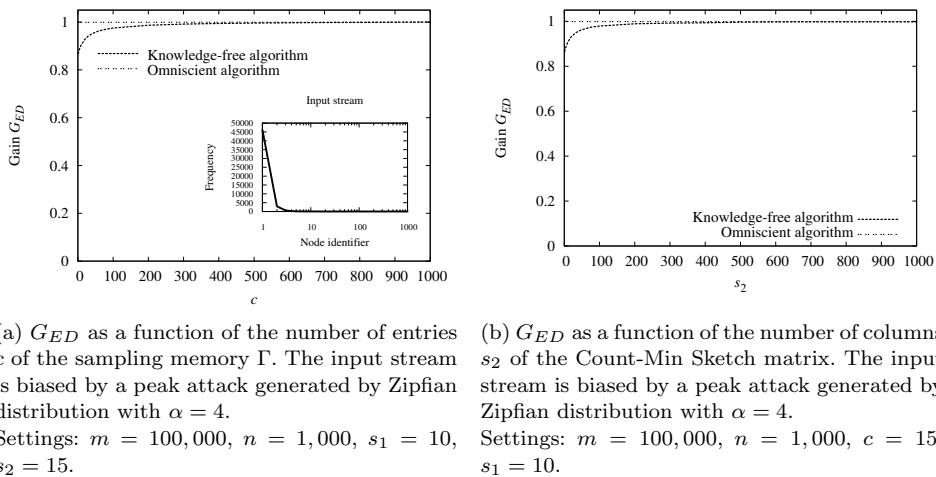 1
0.8
0.6
0.4
0.2
0
Gain G_ED
Knowledge-free algorithm
Omniscient algorithm
Input stream
50000
45000
40000
35000
30000
25000
20000
15000
10000
5000
0
Frequency
1 10 100 1000
Node identifier
0 100 200 300 400 500 600 700 800 900 1000
c
(a) G_ED as a function of the number of entries
c of the sampling memory Γ. The input stream
is biased by a peak attack generated by Zipfian
distribution with α = 4.
Settings: m = 100,000, n = 1,000, s₁ = 10,
s₂ = 15.
1
0.8
0.6
0.4
0.2
0
Gain G_ED
Knowledge-free algorithm
Omniscient algorithm
0 100 200 300 400 500 600 700 800 900 1000
s₂
(b) G_ED as a function of the number of columns
s₂ of the Count-Min Sketch matrix. The input
stream is biased by a peak attack generated by
Zipfian distribution with α = 4.
Settings: m = 100,000, n = 1,000, c = 15
s₁ = 10.